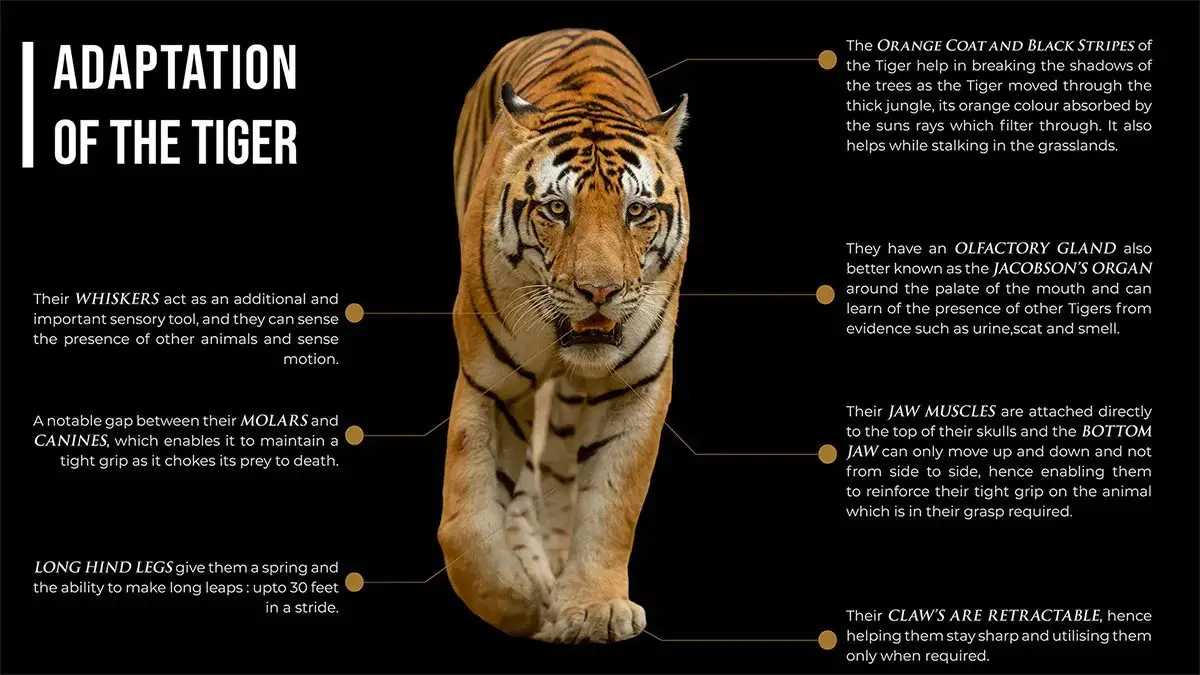 ADAPTATION
OF THE TIGER
Their WHISKERS act as an additional and
important sensory tool, and they can sense
the presence of other animals and sense
motion.
A notable gap between their MOLARS and
CANINES, which enables it to maintain a
tight grip as it chokes its prey to death.
LONG HIND LEGS give them a spring and
the ability to make long leaps : upto 30 feet
in a stride.
The ORANGE COAT AND BLACK STRIPES of
the Tiger help in breaking the shadows of
the trees as the Tiger moved through the
thick jungle, its orange colour absorbed by
the suns rays which filter through. It also
helps while stalking in the grasslands.
They have an OLFACTORY GLAND also
better known as the JACOBSON'S ORGAN
around the palate of the mouth and can
learn of the presence of other Tigers from
evidence such as urine,scat and smell.
Their JAW MUSCLES are attached directly
to the top of their skulls and the BOTTOM
JAW can only move up and down and not
from side to side, hence enabling them
to reinforce their tight grip on the animal
which is in their grasp required.
Their CLAW'S ARE RETRACTABLE, hence
helping them stay sharp and utilising them
only when required.